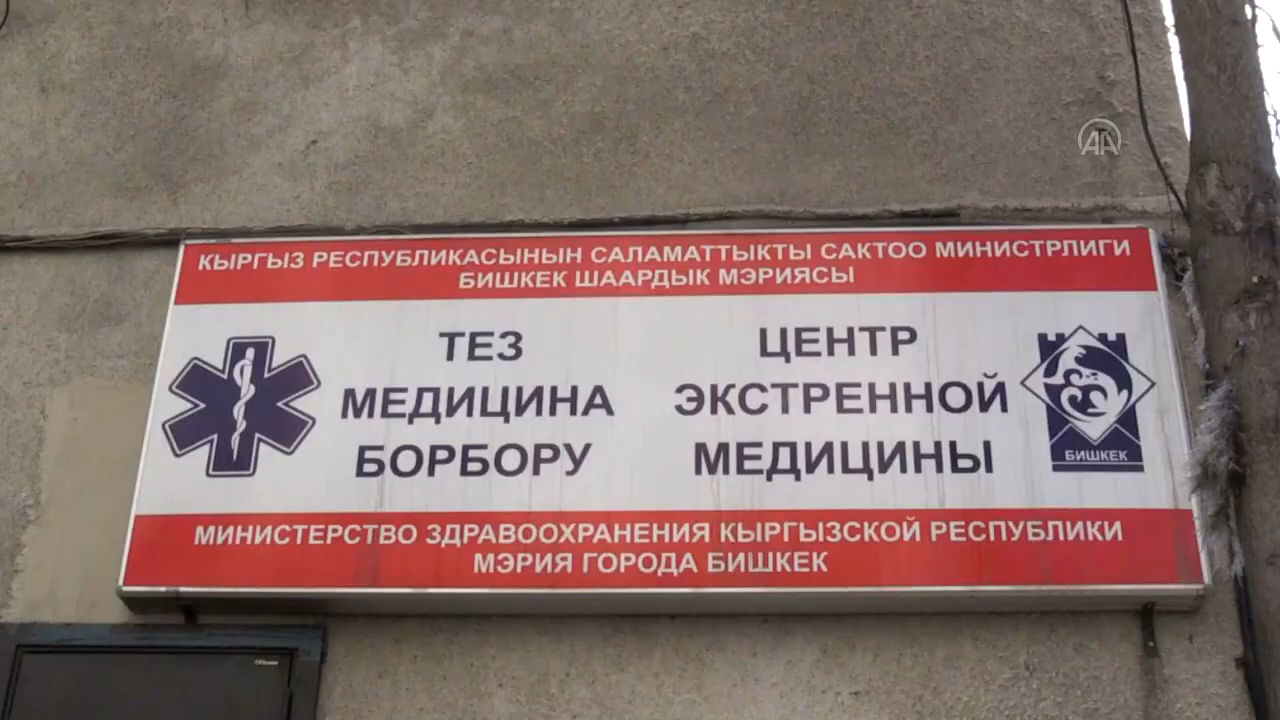 AA
КЫРГЫЗ РЕСПУБЛИКАСЫНЫН САЛАМАТТЫКТЫ САКТОО МИНИСТРЛИГИ
БИШКЕК ШААРДЫК МЭРИЯСЫ
ТЕЗ
МЕДИЦИНА
БОРБОРУ
ЦЕНТР
ЭКСТРЕННОЙ
МЕДИЦИНЫ
БИШКЕК
МИНИСТЕРСТВО ЗДРАВООХРАНЕНИЯ КЫРГЫЗСКОЙ РЕСПУБЛИКИ
МЭРИЯ ГОРОДА БИШКЕК